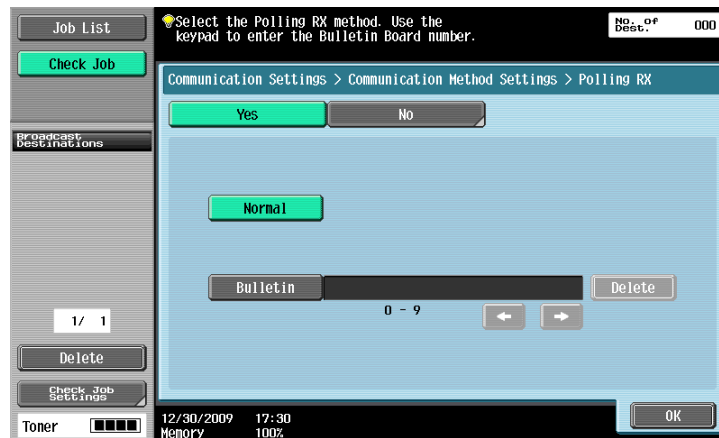 Job List
Check Job
Select the Polling RX method. Use the
keypad to enter the Bulletin Board number.
No. of
Dest.
000
Communication Settings > Communication Method Settings > Polling RX
Yes
No
Broadcast
Destinations
Normal
Bulletin
Delete
0 - 9
1/ 1
Delete
Check Job
Settings
Toner
12/30/2009 17:30
Memory 100%
OK